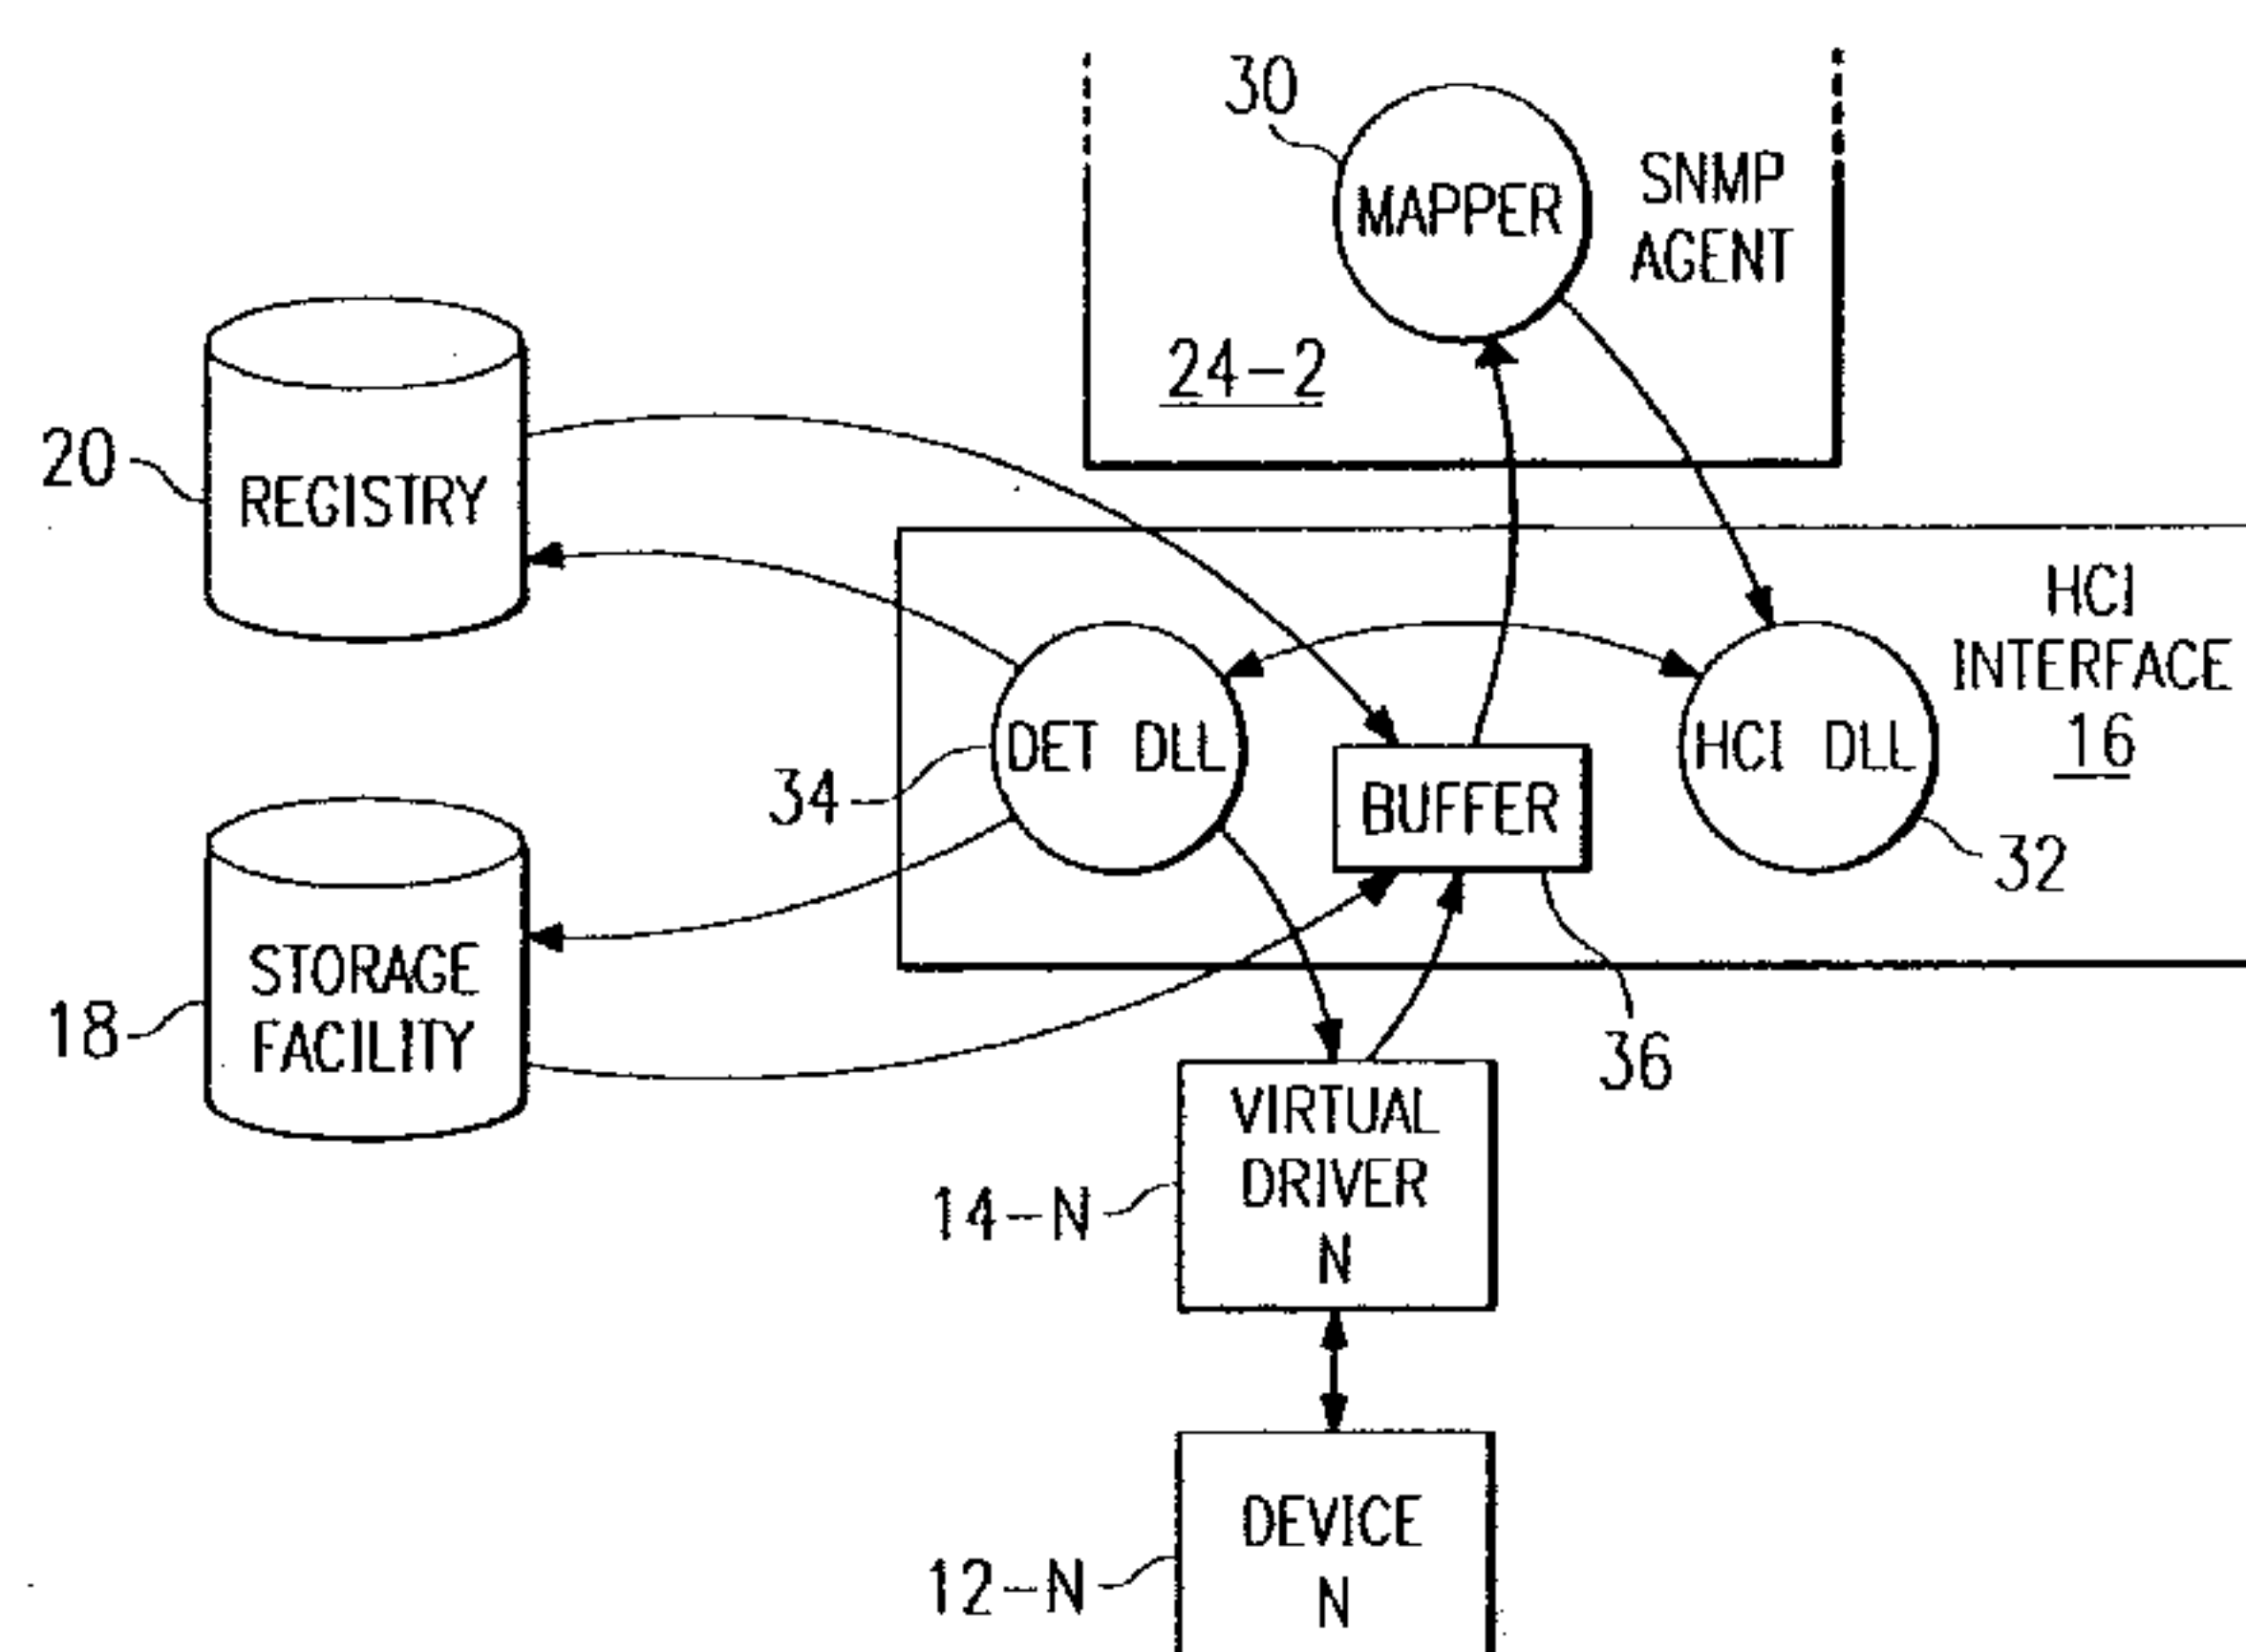 30
MAPPER
SNMP
AGENT
24-2
20
REGISTRY
HCI
INTERFACE
16
DET DLL
HCI DLL
34
BUFFER
32
STORAGE
FACILITY
18
36
VIRTUAL
DRIVER
N
14-N
DEVICE
N
12-N